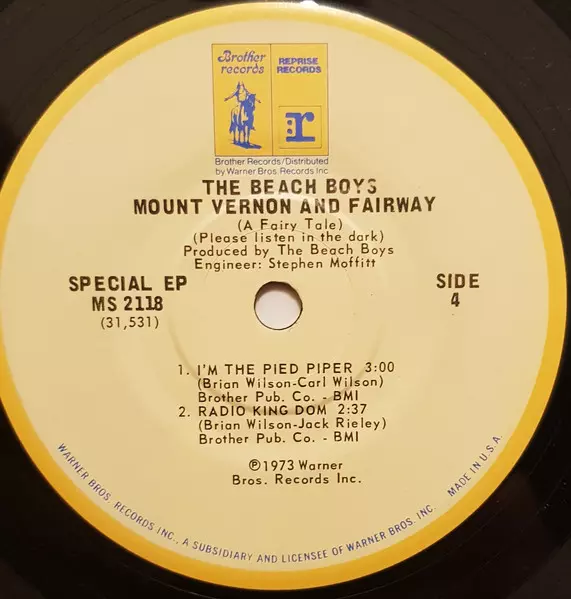 Brother
records
REPRISE
RECORDS
r
Brother Records/Distributed
by Warner Bros. Records Inc
THE BEACH BOYS
MOUNT VERNON AND FAIRWAY
(A Fairy Tale)
(Please listen in the dark)
Produced by The Beach Boys
Engineer: Stephen Moffitt
SPECIAL EP
MS 2118
(31,531)
SIDE
4
1. I'M THE PIED PIPER 3:00
(Brian Wilson-Carl Wilson)
Brother Pub. Co. - BMI
2. RADIO KING DOM 2:37
(Brian Wilson-Jack Rieley)
Brother Pub. Co. - BMI
℗1973 Warner
Bros. Records Inc.
WARNER BROS. RECORDS INC., A SUBSIDIARY AND LICENSEE OF WARNER BROS. INC. MADE IN U.S.A.